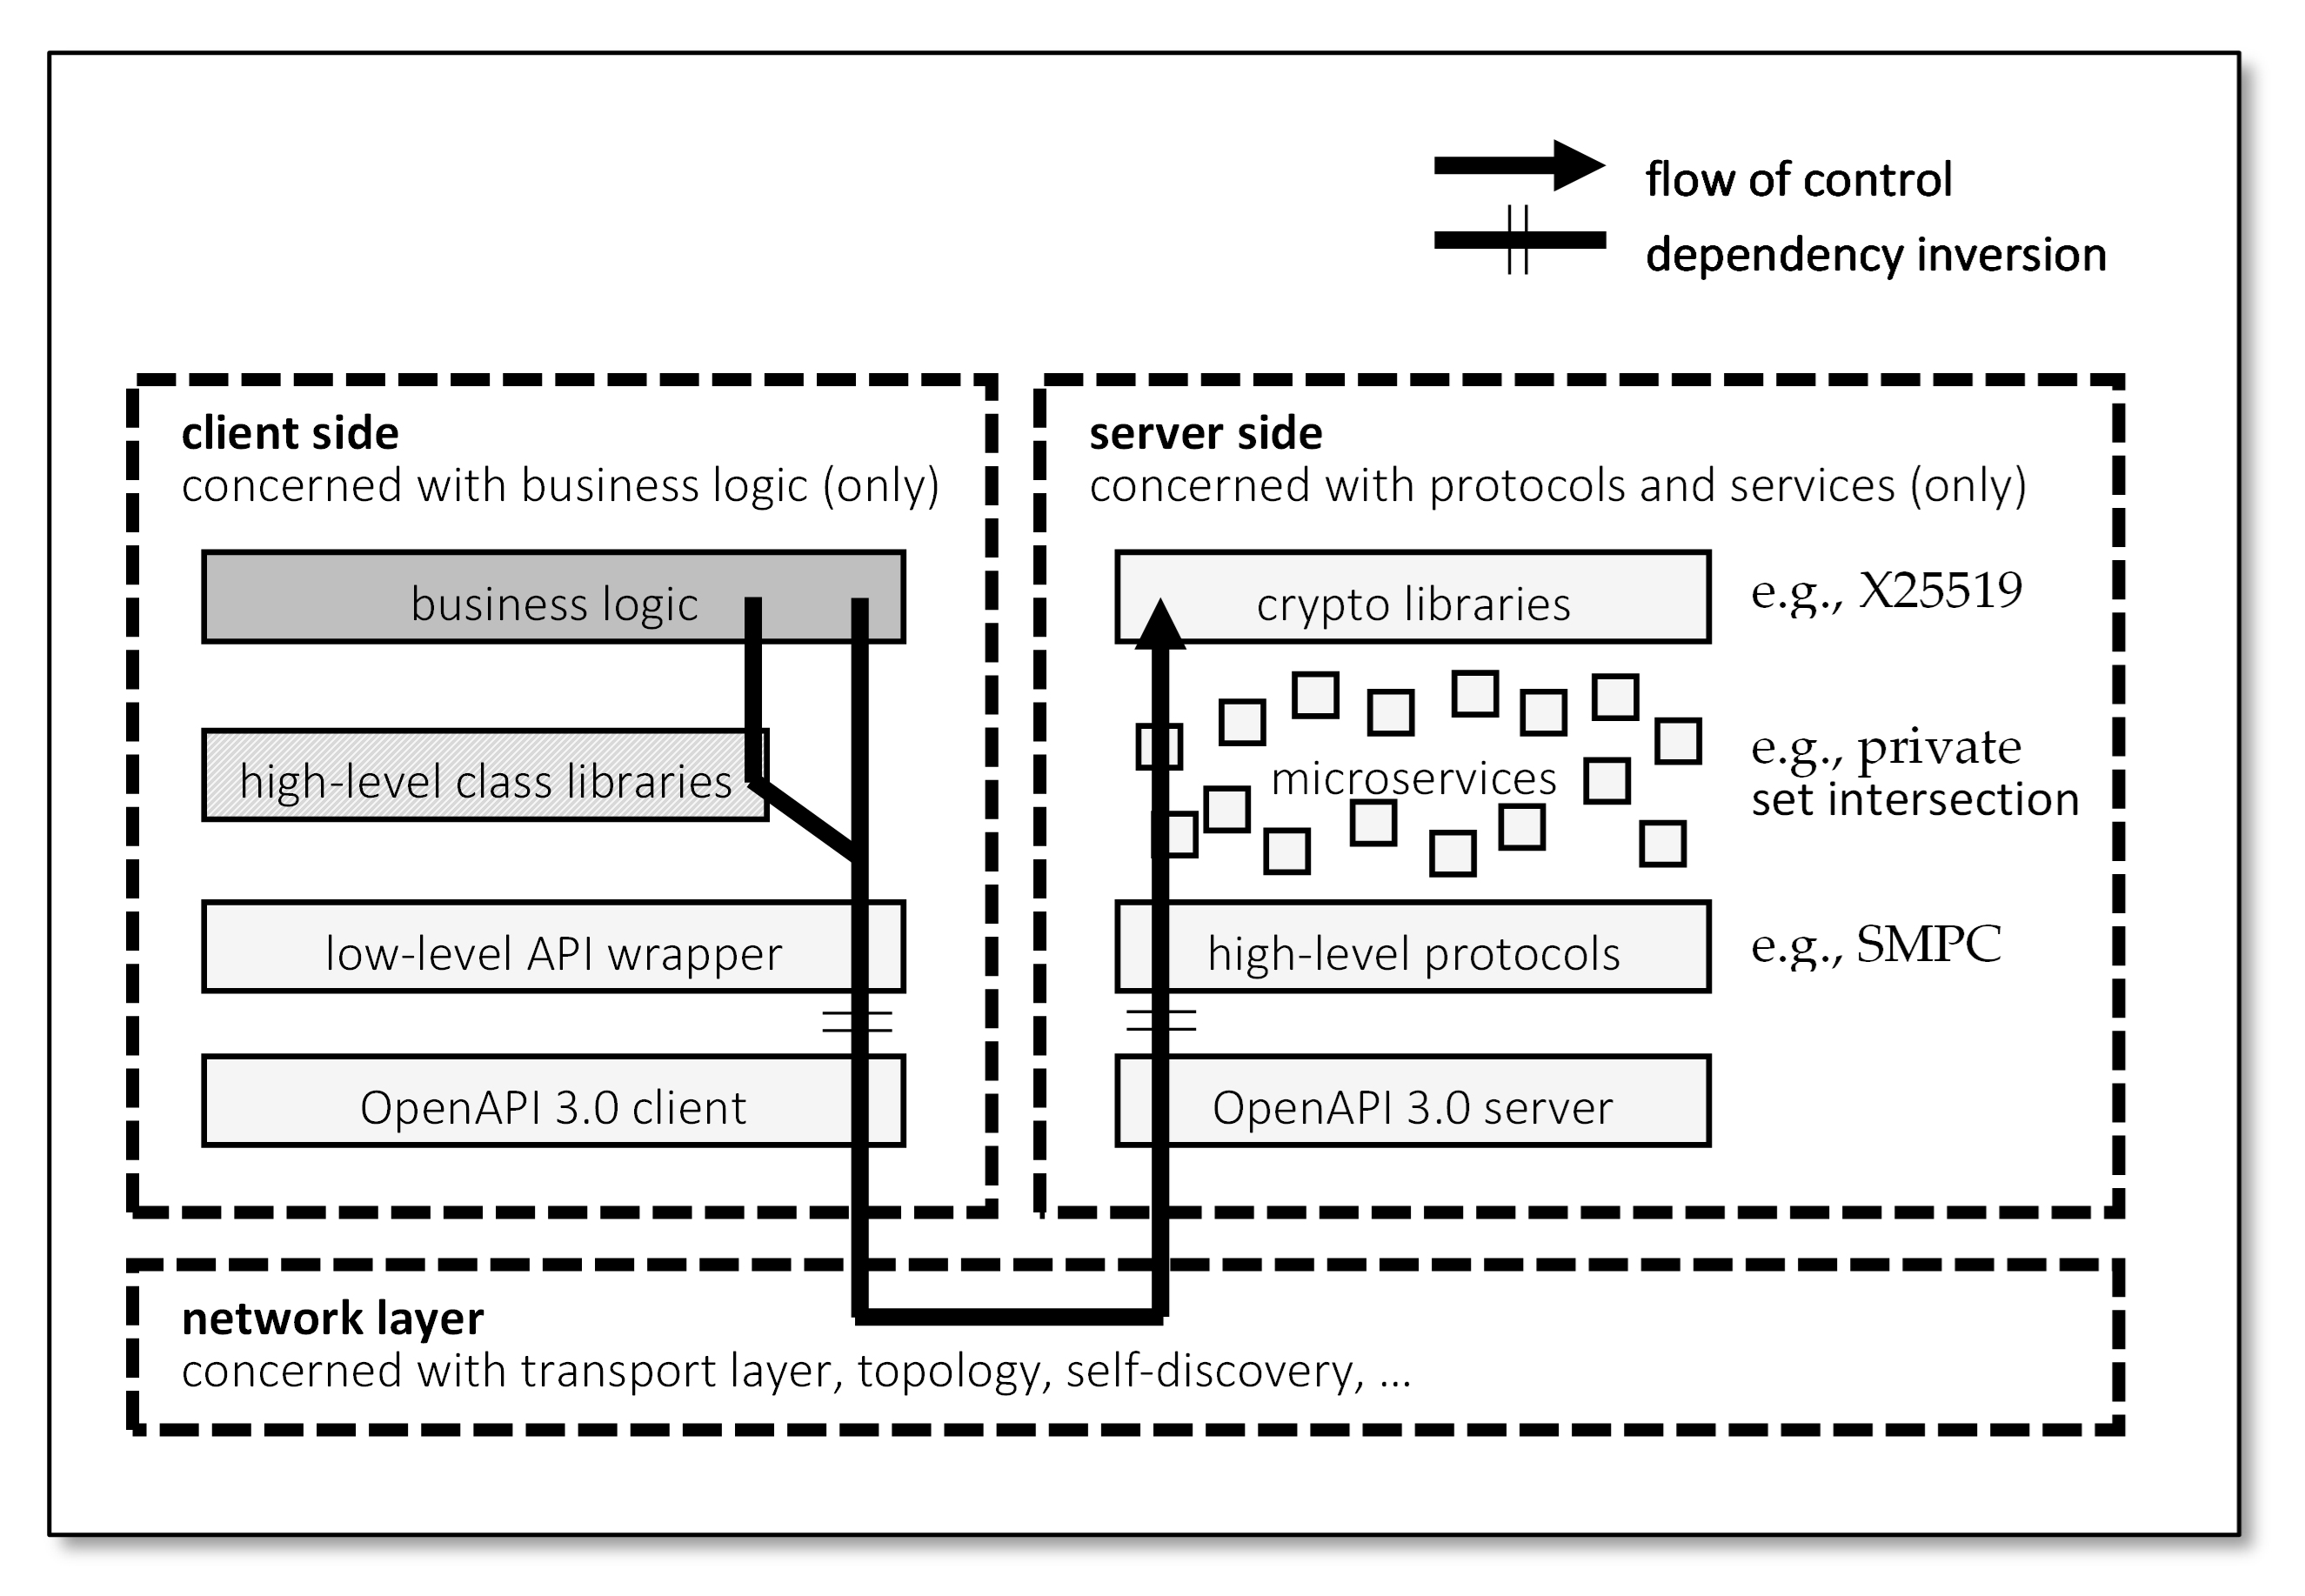 flow of control
dependency inversion
client side
concerned with business logic (only)
business logic
high-level class libraries
low-level API wrapper
OpenAPI 3.0 client
server side
concerned with protocols and services (only)
crypto libraries
e.g., X25519
microservices
e.g., private
set intersection
high-level protocols
e.g., SMPC
OpenAPI 3.0 server
network layer
concerned with transport layer, topology, self-discovery, ...